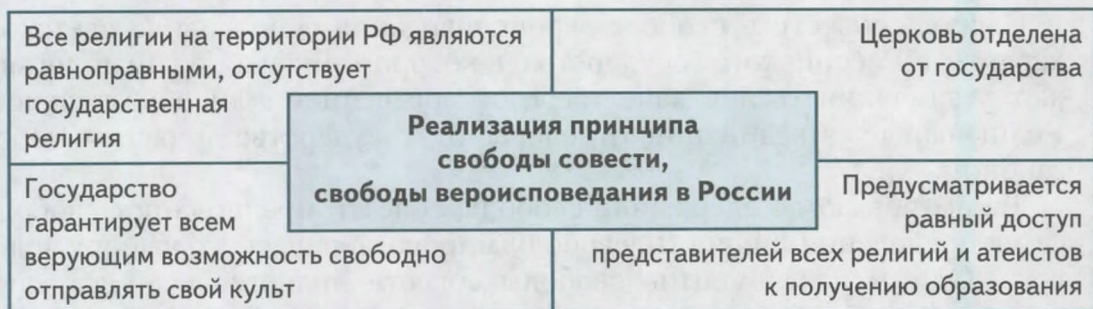 Все религии на территории РФ являются
равноправными, отсутствует
государственная
религия
Церковь отделена
от государства
Реализация принципа
свободы совести,
свободы вероисповедания в России
Государство
гарантирует всем
верующим возможность свободно
отправлять свой культ
Предусматривается
равный доступ
представителей всех религий и атеистов
к получению образования